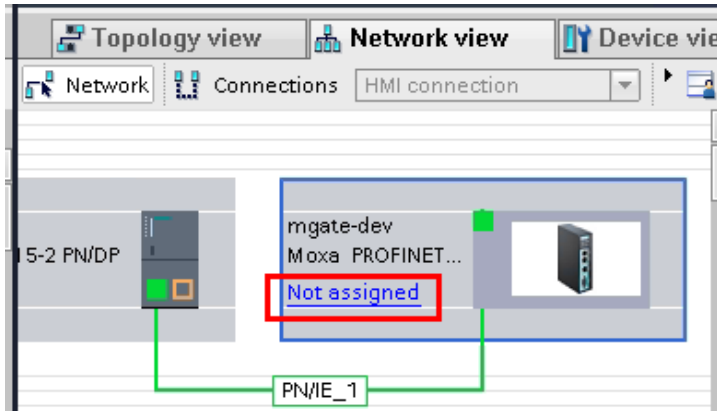 Topology view Network view Device vie
Network Connections HMI connection
mgate-dev
5-2 PN/DP Moxa PROFINET...
Not assigned
PN/IE_1